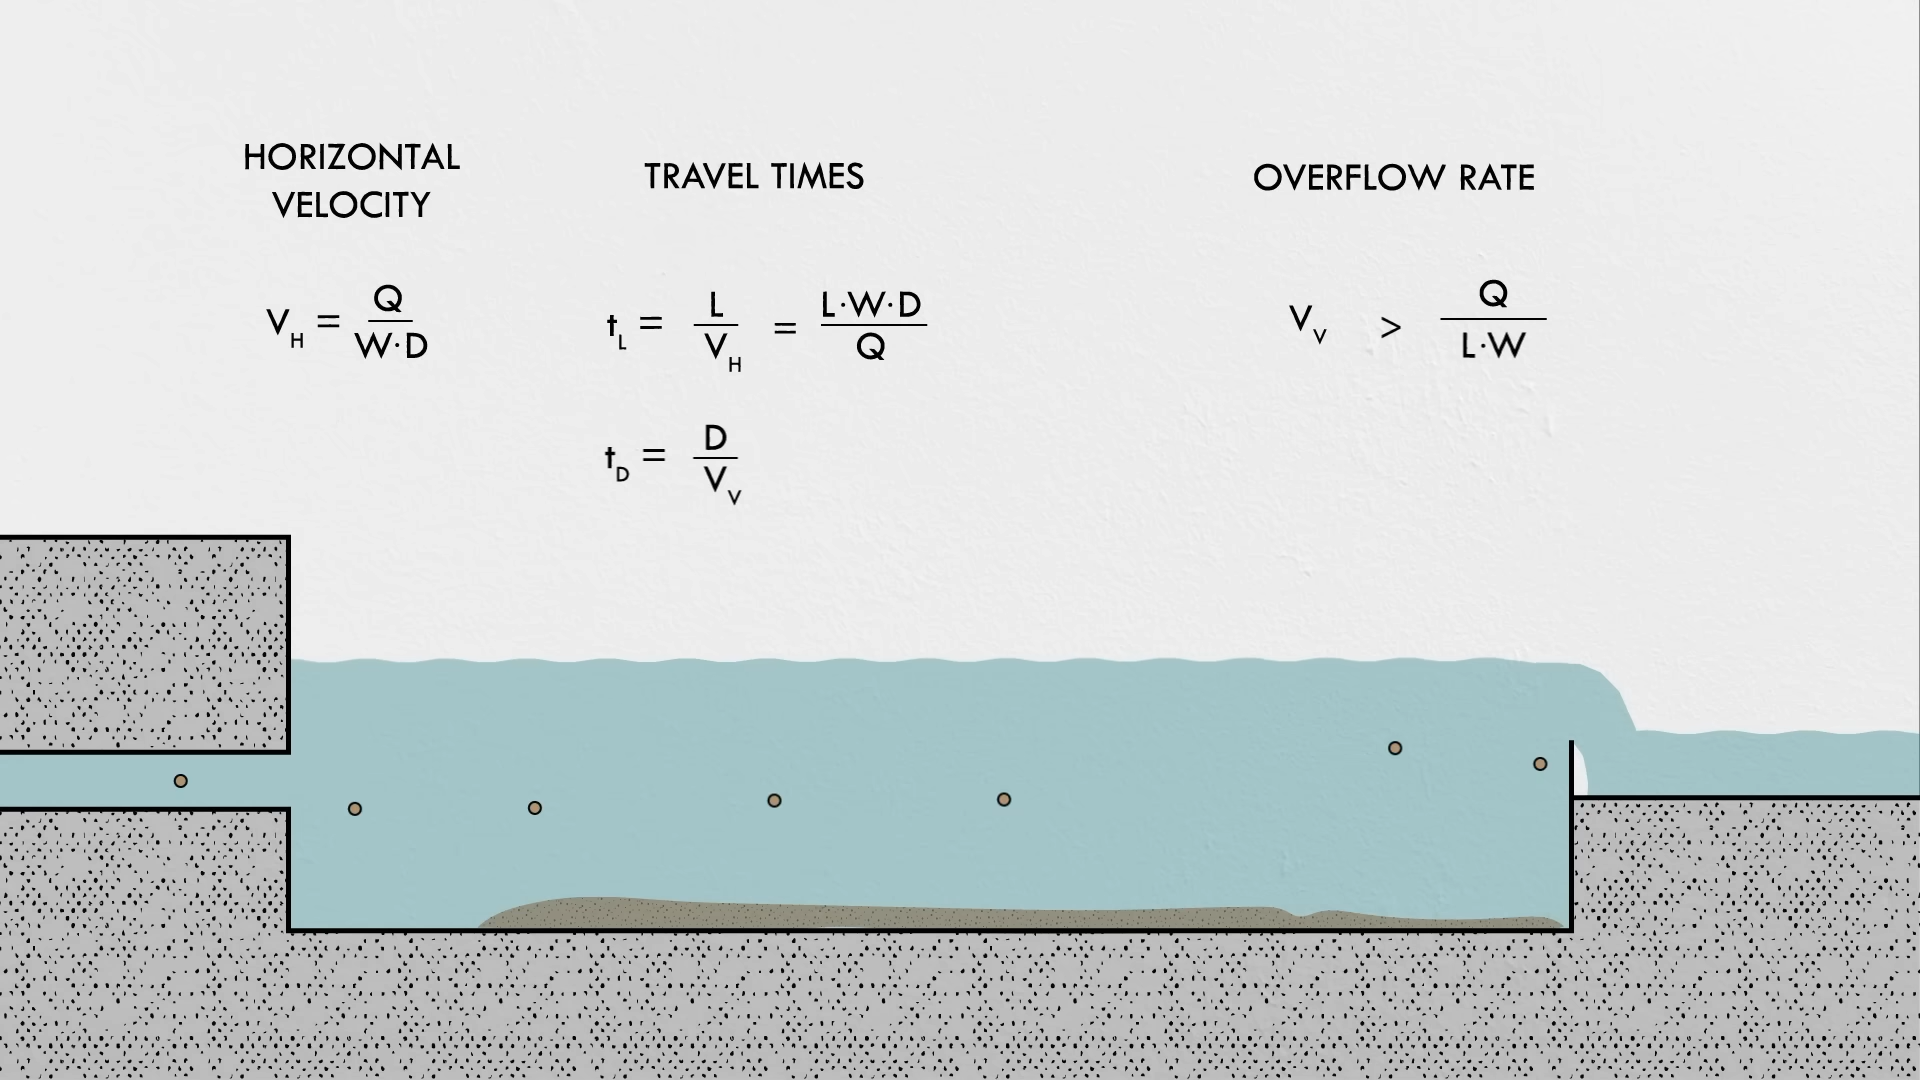 HORIZONTAL
VELOCITY
V_H = Q / W·D
TRAVEL TIMES
t_L = L / V_H = L·W·D / Q
t_D = D / V_V
OVERFLOW RATE
V_V > Q / L·W